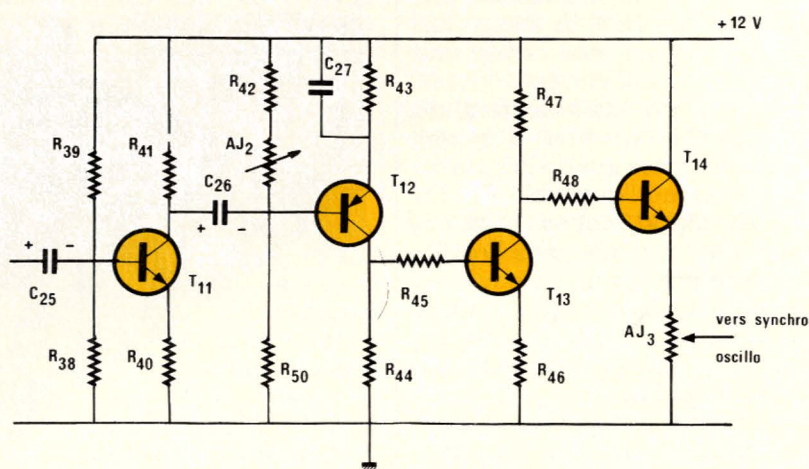 + 12 V
C27
R42
R43
R47
R39
R41
AJ2
R48
T14
C26
T12
+ -
+ -
C25
T11
R45
T13
R38
R40
R50
R44
R46
AJ3
vers synchro
oscillo